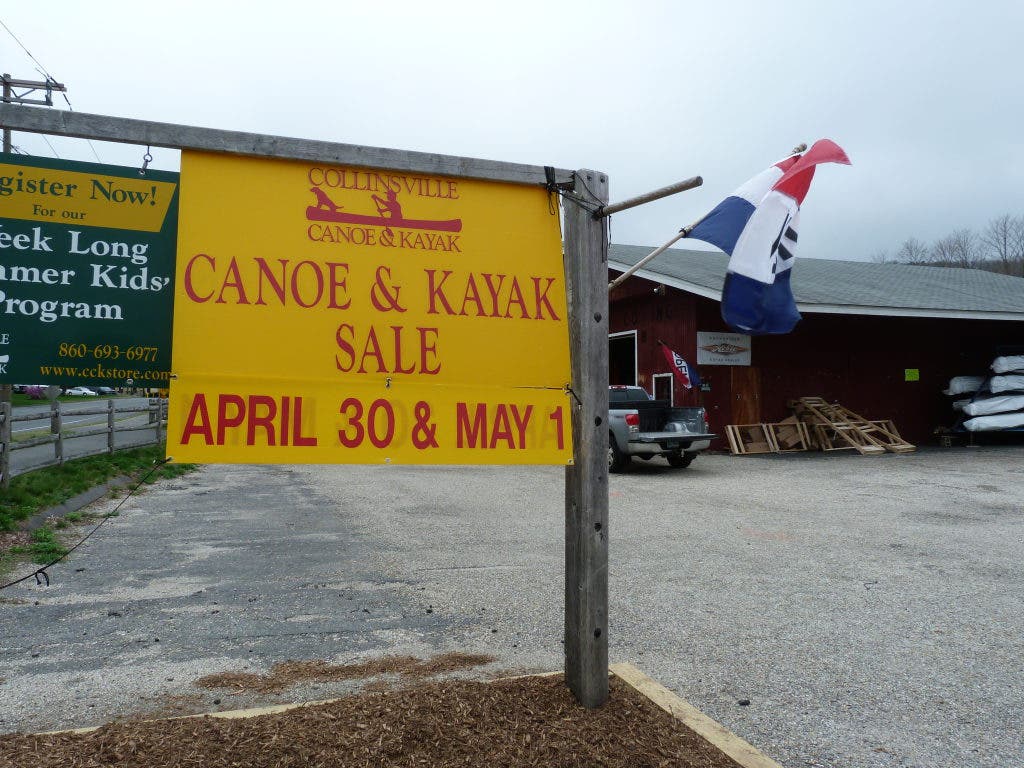 gister Now!
For our
eek Long
mer Kids'
Program
860-693-6977
www.cckstore.com
COLLINSVILLE
CANOE & KAYAK
CANOE & KAYAK
SALE
APRIL 30 & MAY 1